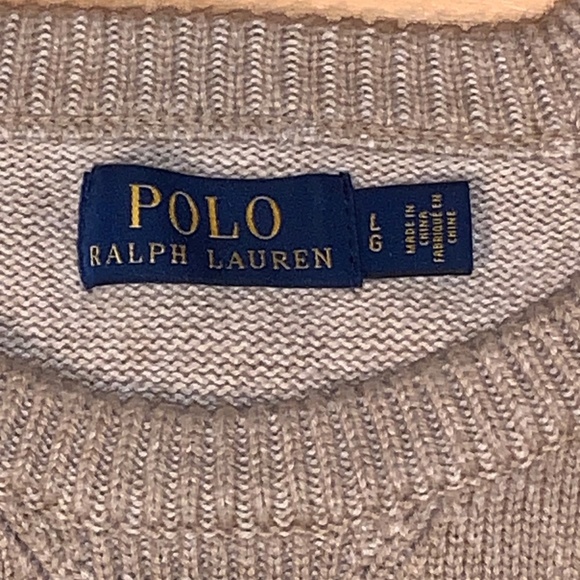 POLO
RALPH LAUREN
L
G
MADE IN
CHINA
FABRIQUÉ EN
CHINE